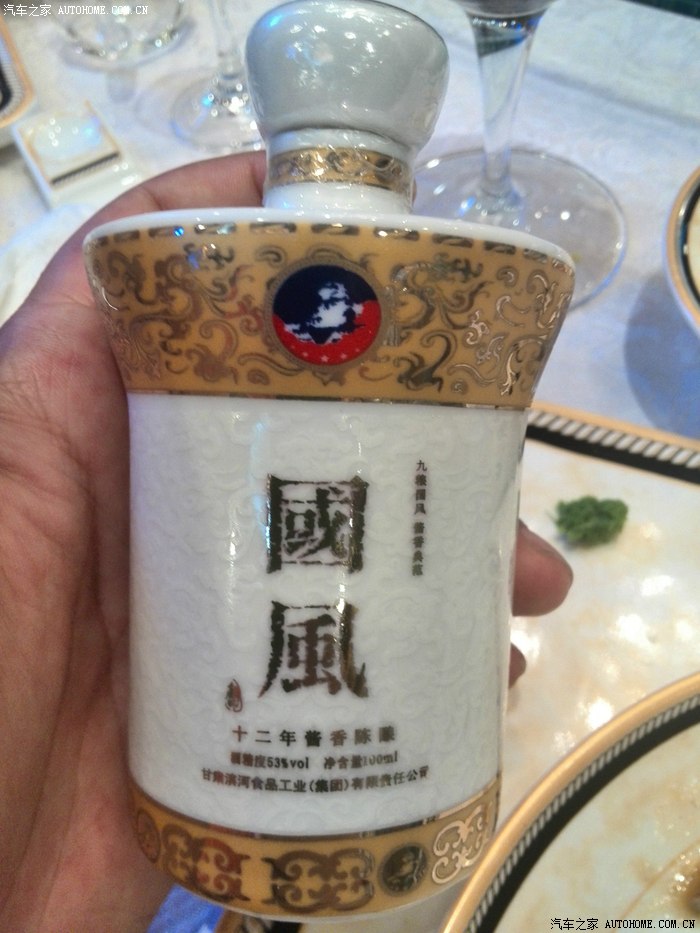 汽车之家 AUTOHOME.COM.CN
九粮國风 酱香典范
國
風
十二年酱香陈酿
酒精度53%vol 净含量100ml
甘肃滨河食品工业(集团)有限责任公司
汽车之家 AUTOHOME.COM.CN